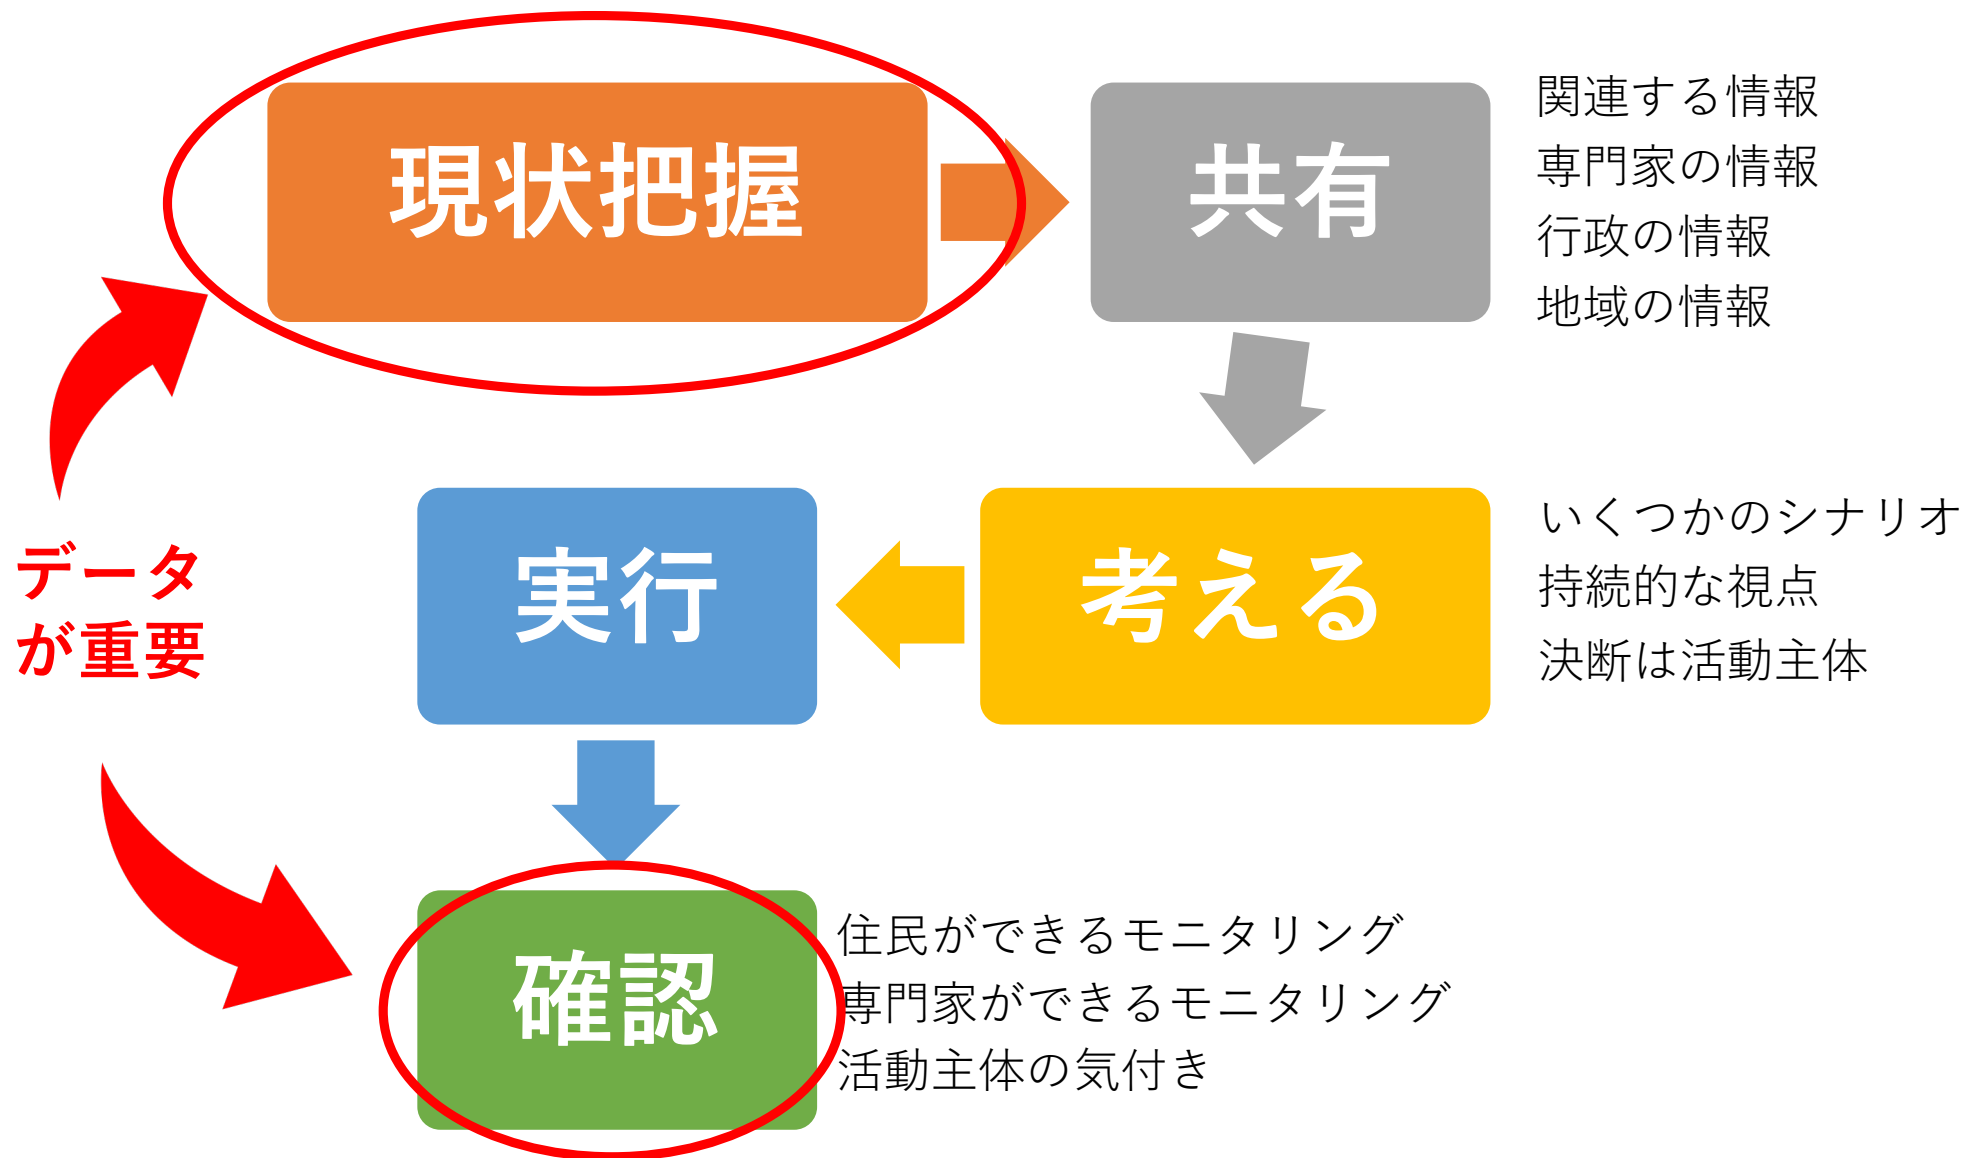 現状把握
共有
関連する情報
専門家の情報
行政の情報
地域の情報
データ
が重要
実行
考える
いくつかのシナリオ
持続的な視点
決断は活動主体
確認
住民ができるモニタリング
専門家ができるモニタリング
活動主体の気付き